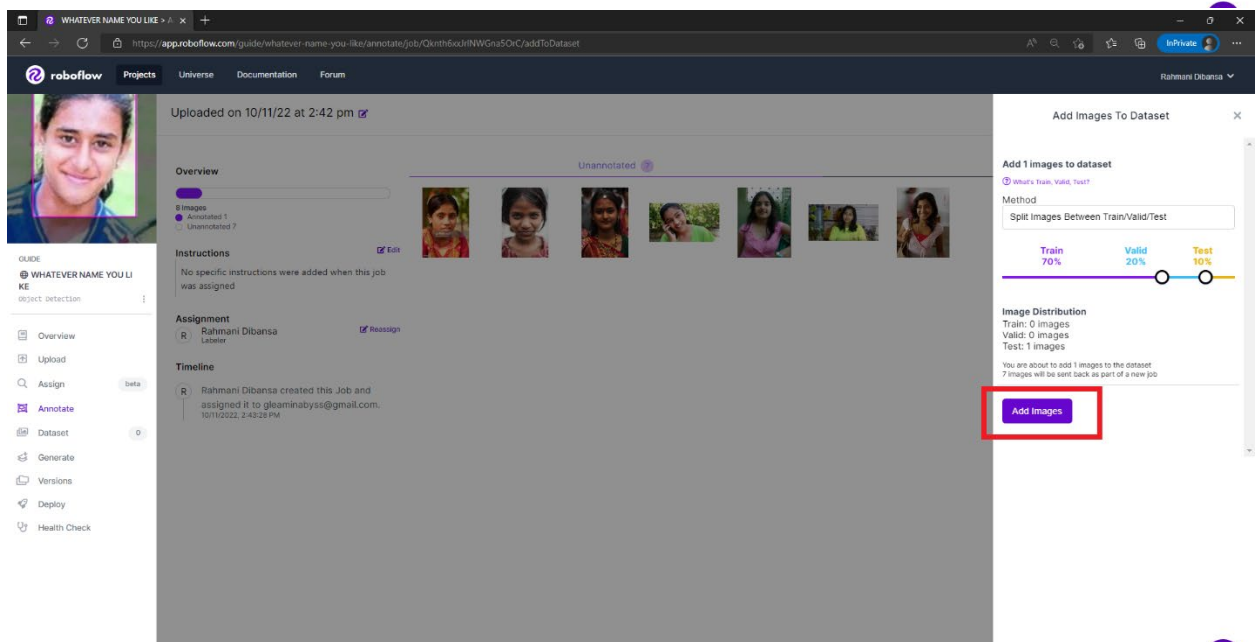 WHATEVER NAME YOU LIKE > A
https://app.roboflow.com/guide/whatever-name-you-like/annotate/job/Qknth6xxJrINWGna5OrC/addToDataset
InPrivate
roboflow
Projects
Universe
Documentation
Forum
Rahmani Dibansa
Uploaded on 10/11/22 at 2:42 pm
Add Images To Dataset
Overview
8 Images
Annotated 1
Unannotated 7
Unannotated 7
Instructions
Edit
No specific instructions were added when this job
was assigned
Assignment
R
Rahmani Dibansa
Labeler
Reassign
Timeline
R
Rahmani Dibansa created this Job and
assigned it to gleaminabyss@gmail.com.
10/11/2022, 2:43:28 PM
GUIDE
WHATEVER NAME YOU LI
KE
Object Detection
Overview
Upload
Assign
beta
Annotate
Dataset
0
Generate
Versions
Deploy
Health Check
Add 1 images to dataset
What's Train, Valid, Test?
Method
Split Images Between Train/Valid/Test
Train
70%
Valid
20%
Test
10%
Image Distribution
Train: 0 images
Valid: 0 images
Test: 1 images
You are about to add 1 images to the dataset
7 images will be sent back as part of a new job
Add Images